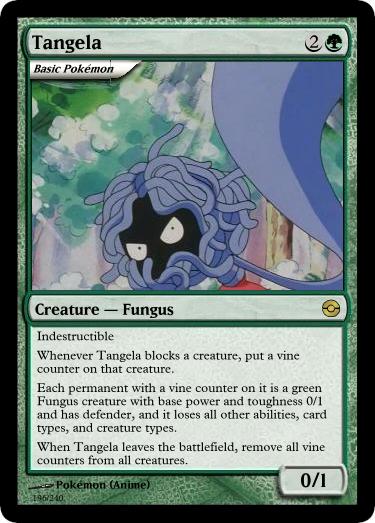 Tangela 2
Basic Pokémon
Creature — Fungus
Indestructible
Whenever Tangela blocks a creature, put a vine
counter on that creature.
Each permanent with a vine counter on it is a green
Fungus creature with base power and toughness 0/1
and has defender, and it loses all other abilities, card
types, and creature types.
When Tangela leaves the battlefield, remove all vine
counters from all creatures.
0/1
Pokémon (Anime)
196/240